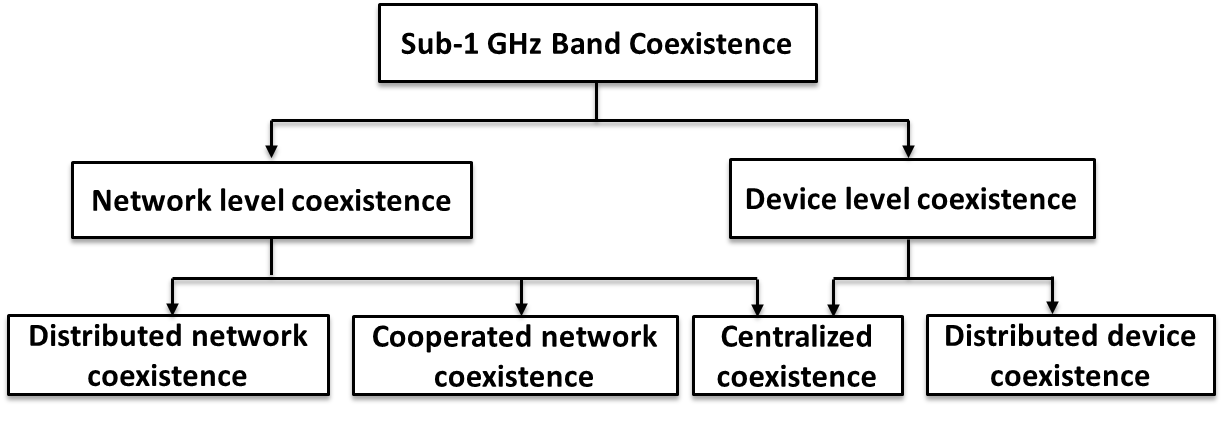 Sub-1 GHz Band Coexistence
Network level coexistence
Device level coexistence
Distributed network
coexistence
Cooperated network
coexistence
Centralized
coexistence
Distributed device
coexistence